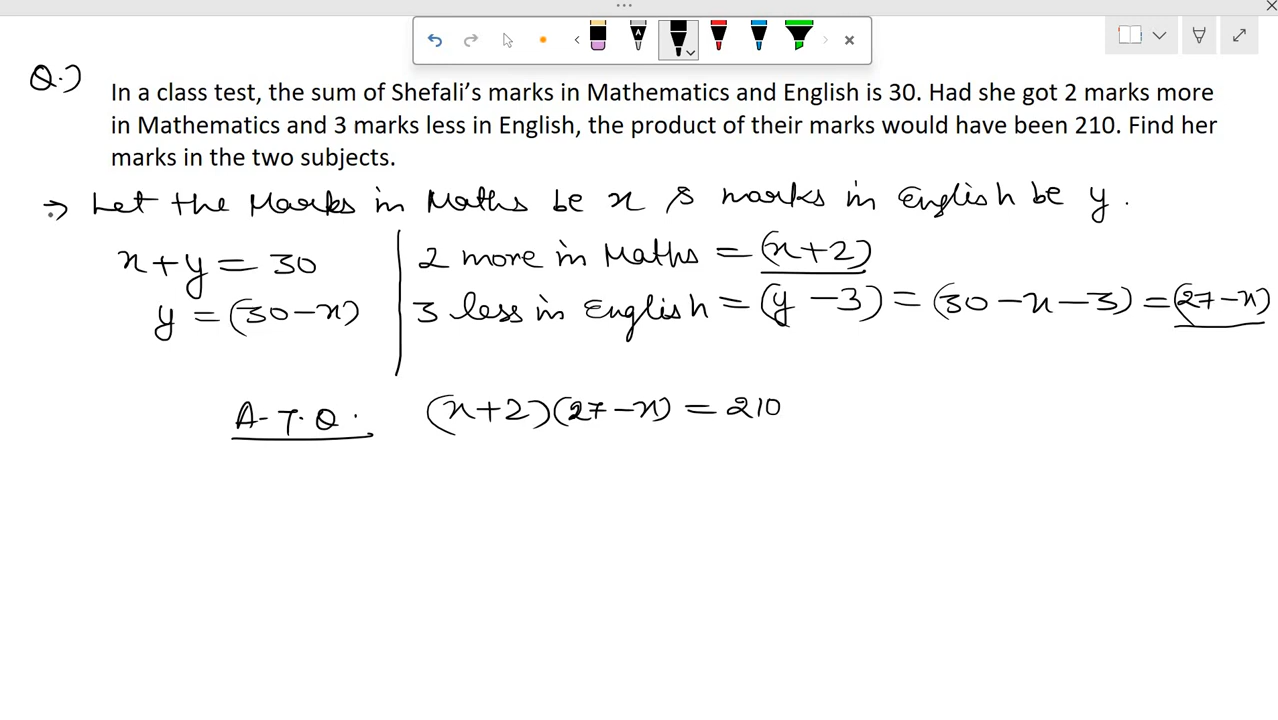 Q.)
In a class test, the sum of Shefali’s marks in Mathematics and English is 30. Had she got 2 marks more
in Mathematics and 3 marks less in English, the product of their marks would have been 210. Find her
marks in the two subjects.
→ Let the Marks in Maths be x & marks in English be y.
x+y = 30
y = (30-x)
2 more in Maths = (x+2)
3 less in English = (y-3) = (30-x-3) = (27-x)
A.T.Q. (x+2)(27-x) = 210